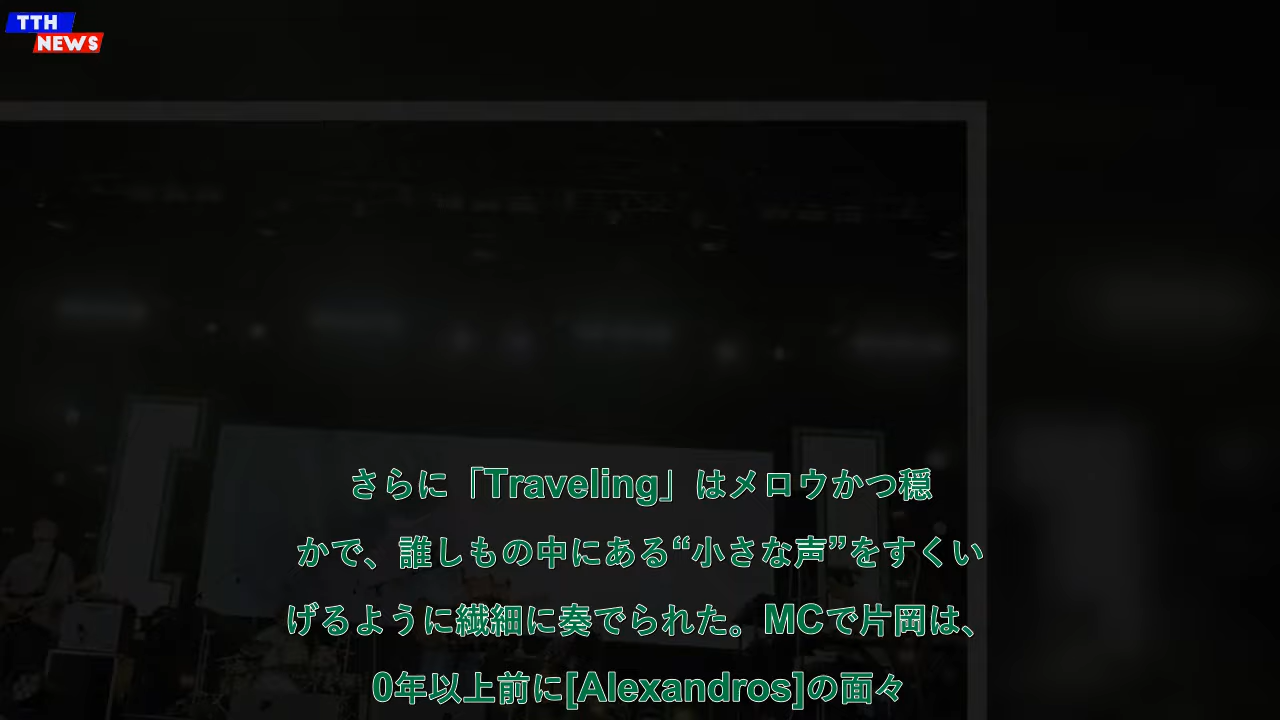 TTH
NEWS
さらに「Traveling」はメロウかつ穏
かで、誰しもの中にある“小さな声”をすくい
げるように繊細に奏でられた。MCで片岡は、
0年以上前に[Alexandros]の面々